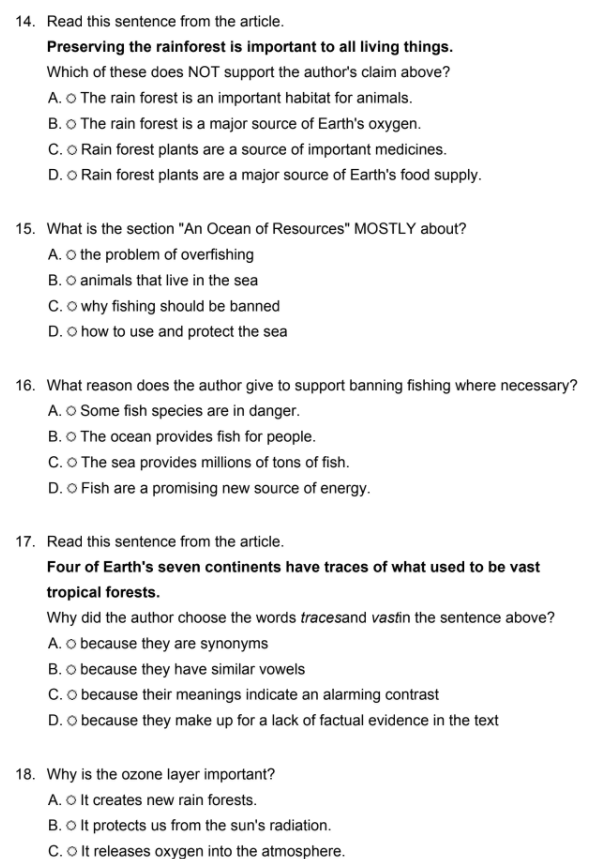 14. Read this sentence from the article.
Preserving the rainforest is important to all living things.
Which of these does NOT support the author's claim above?
A. The rain forest is an important habitat for animals.
B. The rain forest is a major source of Earth's oxygen.
C. Rain forest plants are a source of important medicines.
D. Rain forest plants are a major source of Earth's food supply.
15. What is the section "An Ocean of Resources" MOSTLY about?
A. the problem of overfishing
B. animals that live in the sea
C. why fishing should be banned
D. how to use and protect the sea
16. What reason does the author give to support banning fishing where necessary?
A. Some fish species are in danger.
B. The ocean provides fish for people.
C. The sea provides millions of tons of fish.
D. Fish are a promising new source of energy.
17. Read this sentence from the article.
Four of Earth's seven continents have traces of what used to be vast
tropical forests.
Why did the author choose the words tracesand vastin the sentence above?
A. because they are synonyms
B. because they have similar vowels
C. because their meanings indicate an alarming contrast
D. because they make up for a lack of factual evidence in the text
18. Why is the ozone layer important?
A. It creates new rain forests.
B. It protects us from the sun's radiation.
C. It releases oxygen into the atmosphere.